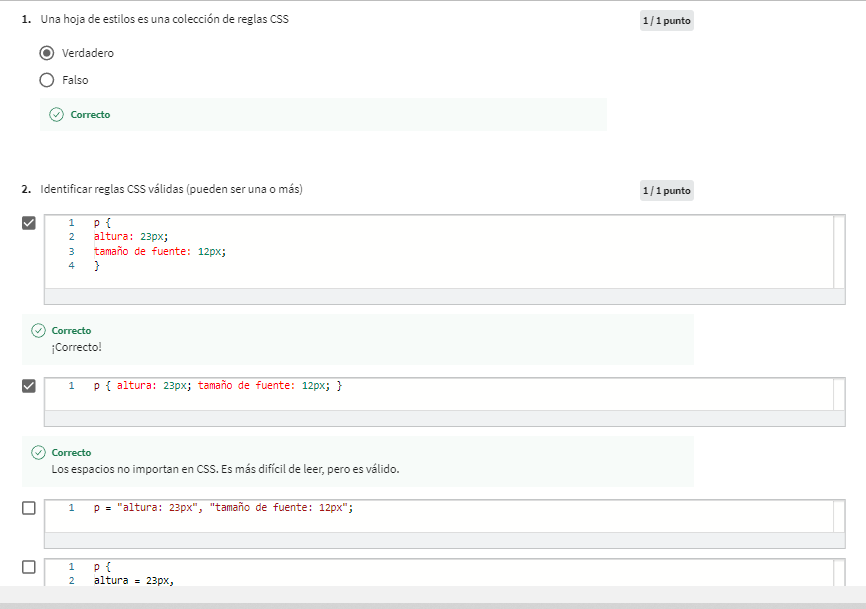 1. Una hoja de estilos es una colección de reglas CSS
1 / 1 punto
Verdadero
Falso
Correcto
2. Identificar reglas CSS válidas (pueden ser una o más)
1 / 1 punto
1 p {
2 altura: 23px;
3 tamaño de fuente: 12px;
4 }
Correcto
¡Correcto!
1 p { altura: 23px; tamaño de fuente: 12px; }
Correcto
Los espacios no importan en CSS. Es más difícil de leer, pero es válido.
1 p = "altura: 23px", "tamaño de fuente: 12px";
1 p {
2 altura = 23px,